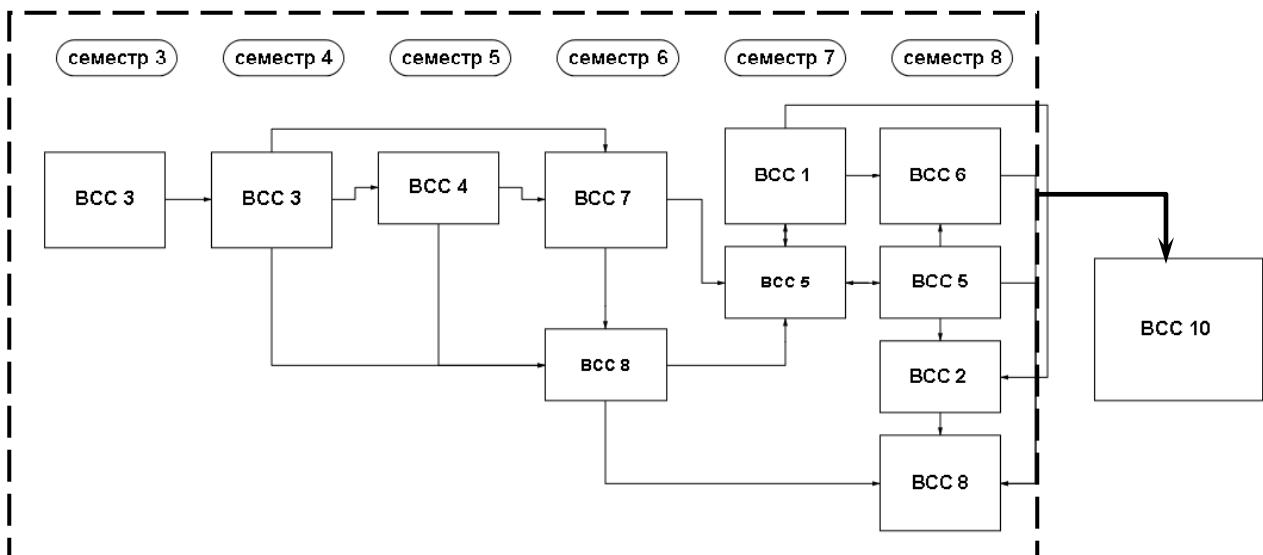 семестр 3
семестр 4
семестр 5
семестр 6
семестр 7
семестр 8
ВСС 3
ВСС 3
ВСС 4
ВСС 7
ВСС 1
ВСС 6
ВСС 5
ВСС 5
ВСС 8
ВСС 2
ВСС 8
ВСС 10